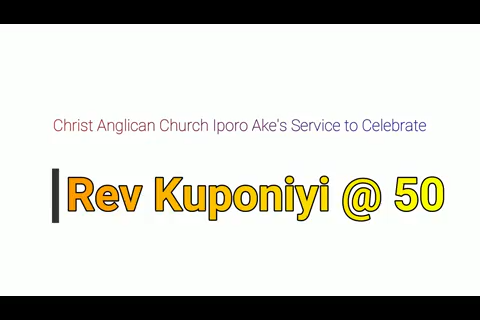 Christ Anglican Church Iporo Ake's Service to Celebrate
Rev Kuponiyi @ 50